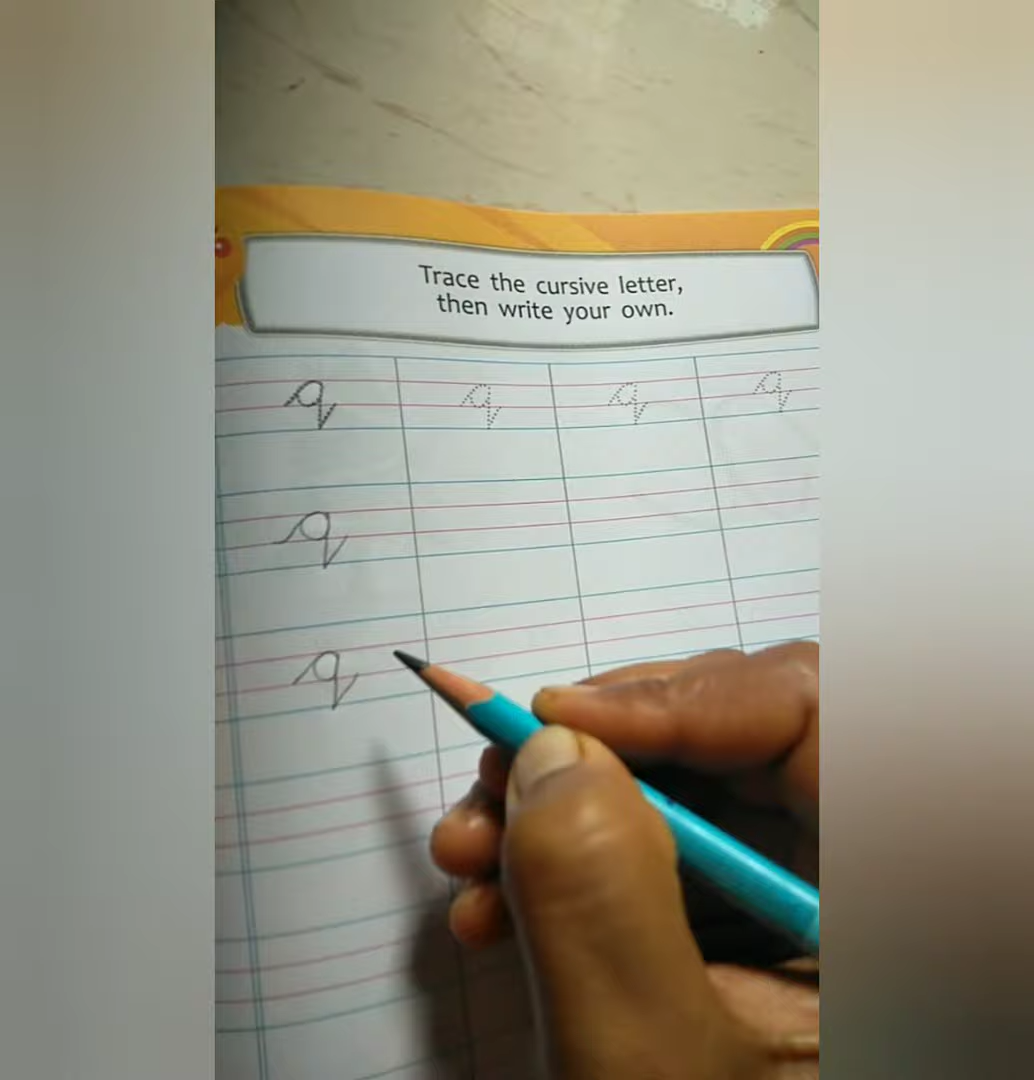 Trace the cursive letter,
then write your own.
q q q q
q
q